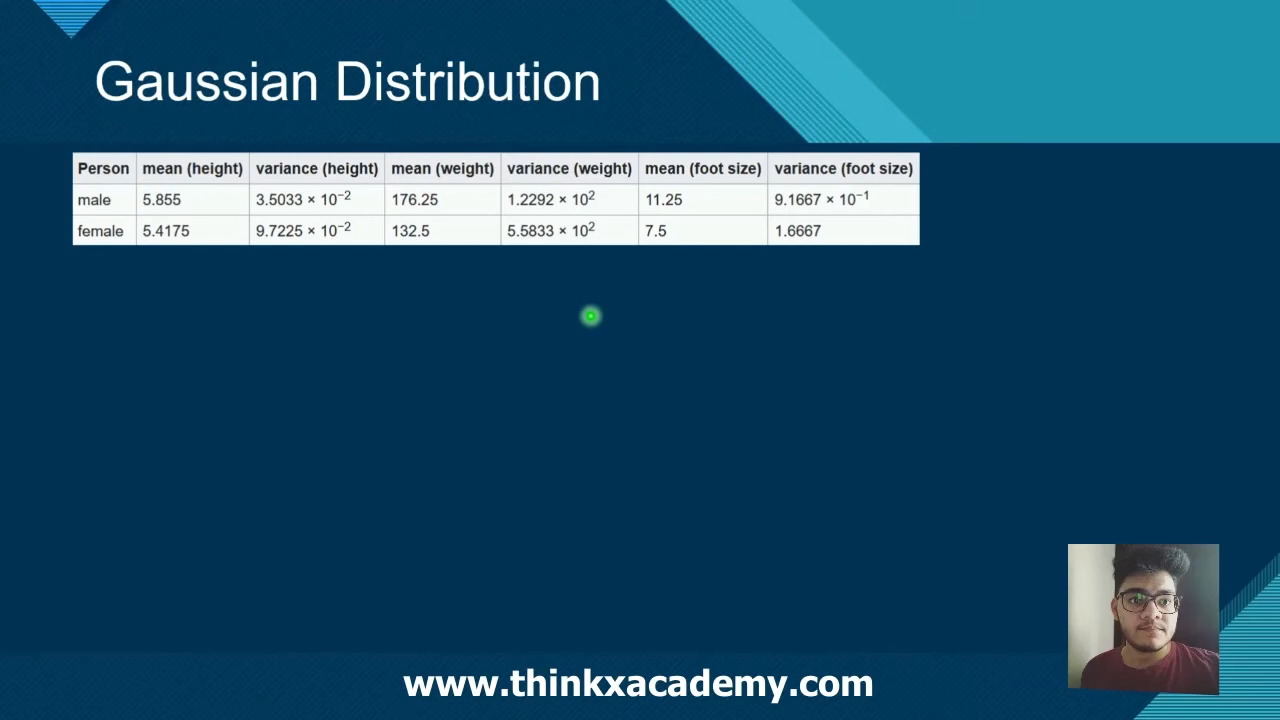 Gaussian Distribution
Person mean (height) variance (height) mean (weight) variance (weight) mean (foot size) variance (foot size)
male 5.855 3.5033 × 10⁻² 176.25 1.2292 × 10² 11.25 9.1667 × 10⁻¹
female 5.4175 9.7225 × 10⁻² 132.5 5.5833 × 10² 7.5 1.6667
www.thinkxacademy.com